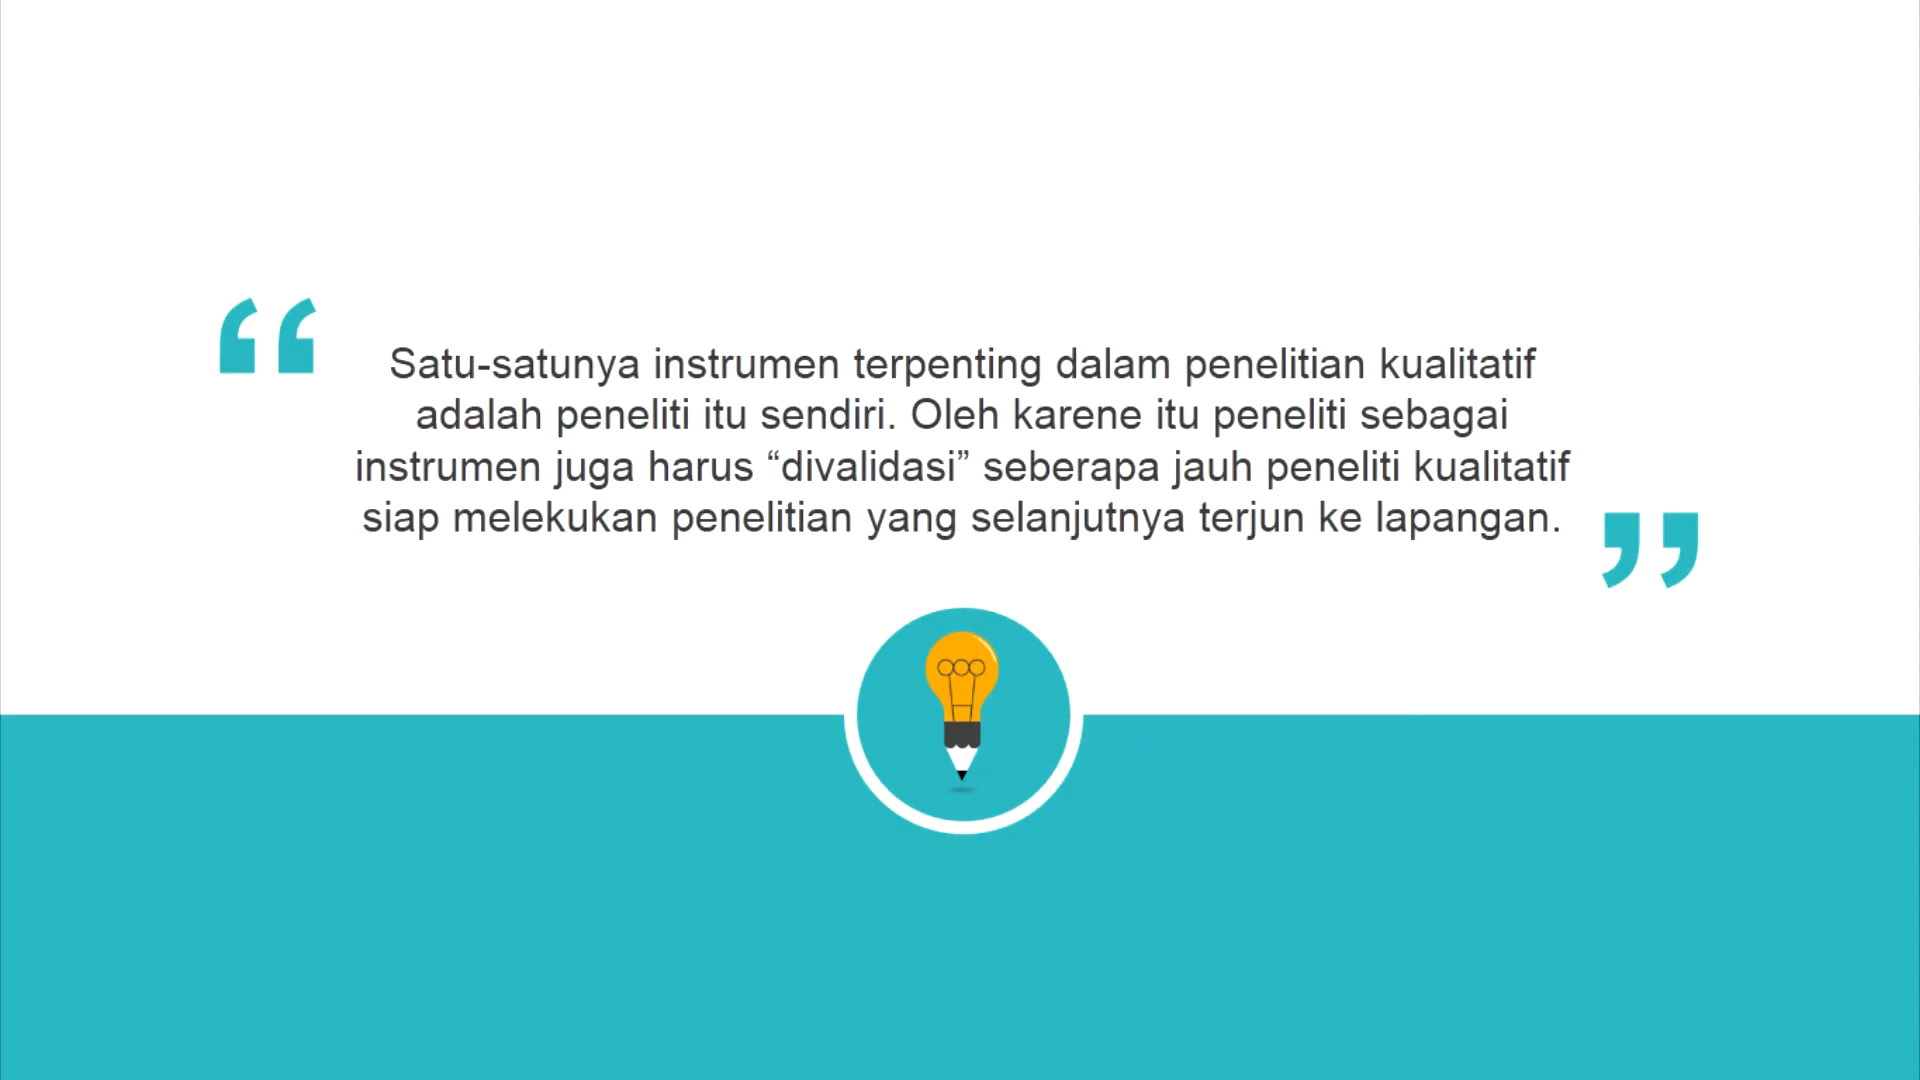 Satu-satunya instrumen terpenting dalam penelitian kualitatif
adalah peneliti itu sendiri. Oleh karene itu peneliti sebagai
instrumen juga harus “divalidasi” seberapa jauh peneliti kualitatif
siap melekukan penelitian yang selanjutnya terjun ke lapangan.